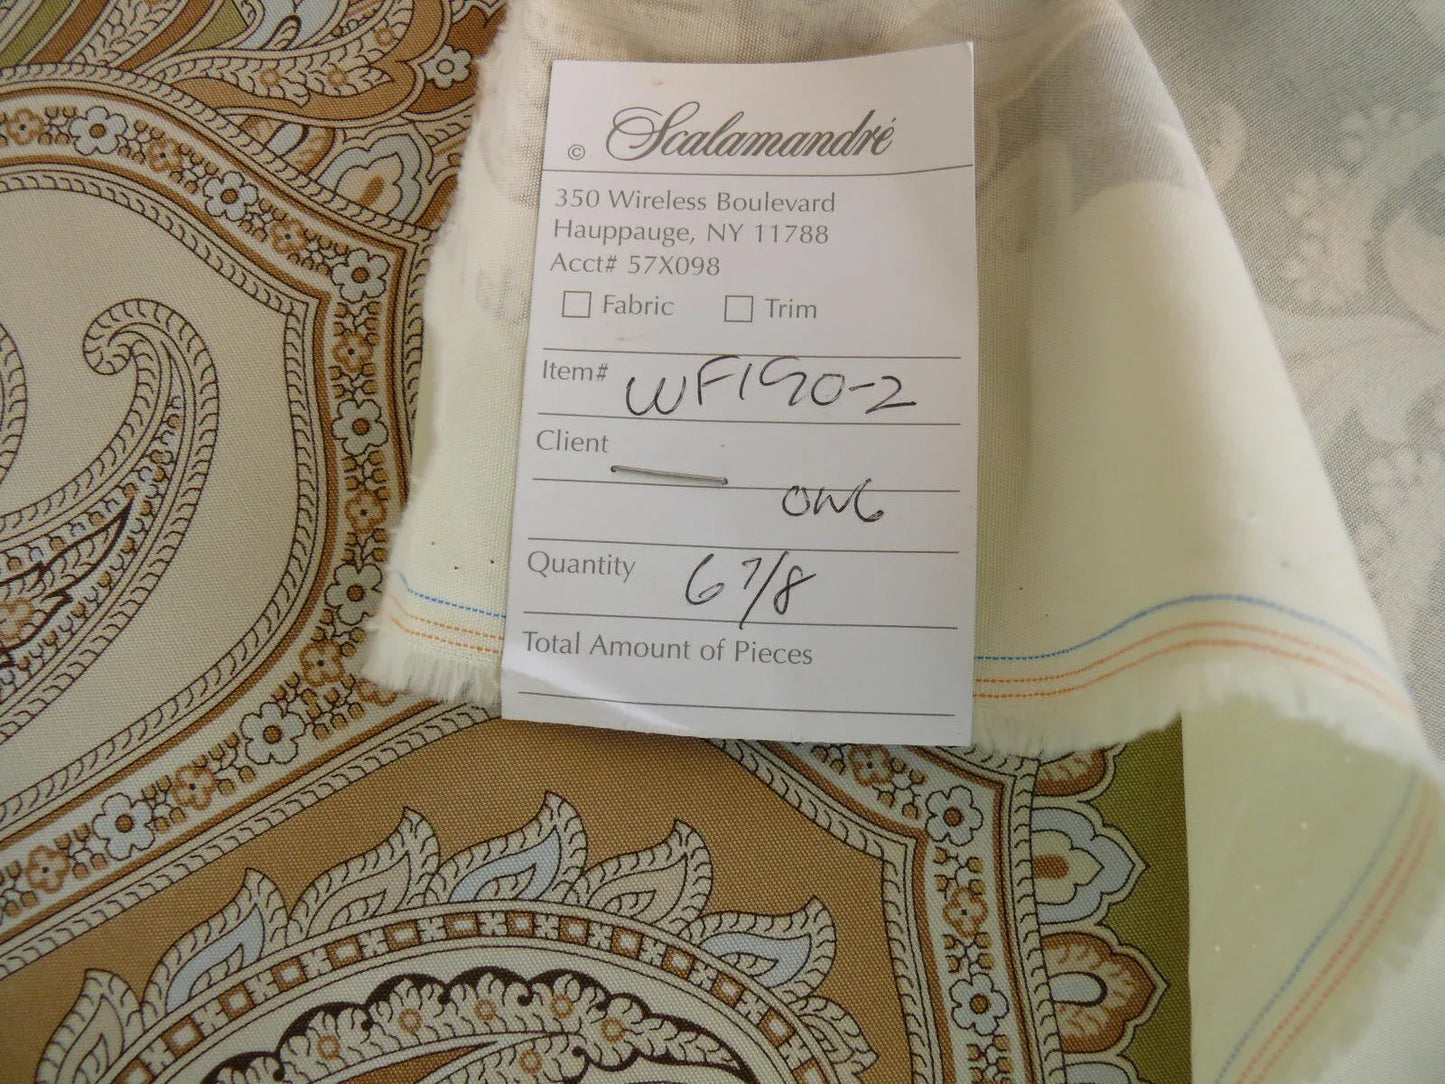 © Scalamandré
350 Wireless Boulevard
Hauppauge, NY 11788
Acct# 57X098
Fabric Trim
Item# WF190-2
Client
Quantity 6 7/8
Total Amount of Pieces